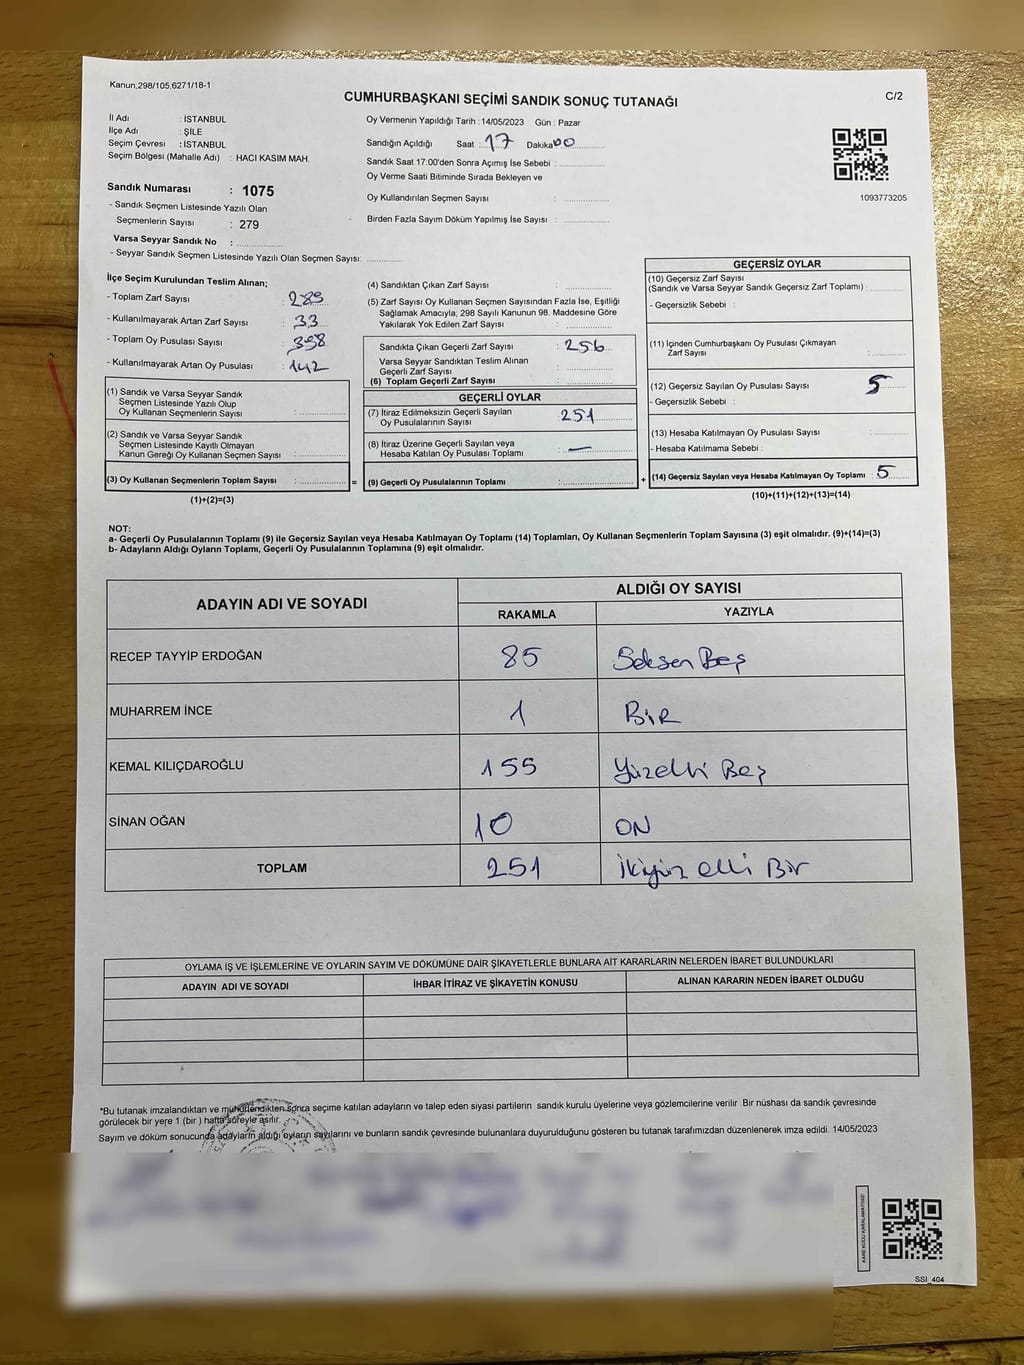 Kanun;298/105,6271/18-1
CUMHURBAŞKANI SEÇİMİ SANDIK SONUÇ TUTANAĞI
C/2
İl Adı : İSTANBUL
İlçe Adı : ŞİLE
Seçim Çevresi : İSTANBUL
Seçim Bölgesi (Mahalle Adı) : HACI KASIM MAH.
Sandık Numarası : 1075
- Sandık Seçmen Listesinde Yazılı Olan
Seçmenlerin Sayısı : 279
Varsa Seyyar Sandık No :
- Seyyar Sandık Seçmen Listesinde Yazılı Olan Seçmen Sayısı:
Oy Vermenin Yapıldığı Tarih : 14/05/2023 Gün : Pazar
Sandığın Açıldığı Saat : 17 Dakika 00
Sandık Saat 17:00'den Sonra Açımış İse Sebebi :
Oy Verme Saati Bitiminde Sırada Bekleyen ve
Oy Kullandırılan Seçmen Sayısı :
Birden Fazla Sayım Döküm Yapılmış İse Sayısı :
1093773205
İlçe Seçim Kurulundan Teslim Alınan;
- Toplam Zarf Sayısı : 289
- Kullanılmayarak Artan Zarf Sayısı : 33
- Toplam Oy Pusulası Sayısı : 398
- Kullanılmayarak Artan Oy Pusulası : 142
(1) Sandık ve Varsa Seyyar Sandık
Seçmen Listesinde Yazılı Olup
Oy Kullanan Seçmenlerin Sayısı :
(2) Sandık ve Varsa Seyyar Sandık
Seçmen Listesinde Kayıtlı Olmayan
Kanun Gereği Oy Kullanan Seçmen Sayısı :
(3) Oy Kullanan Seçmenlerin Toplam Sayısı :
(1)+(2)=(3)
(4) Sandıktan Çıkan Zarf Sayısı :
(5) Zarf Sayısı Oy Kullanan Seçmen Sayısından Fazla İse, Eşitliği
Sağlamak Amacıyla; 298 Sayılı Kanunun 98. Maddesine Göre
Yakılarak Yok Edilen Zarf Sayısı :
Sandıkta Çıkan Geçerli Zarf Sayısı : 256
Varsa Seyyar Sandıktan Teslim Alınan
Geçerli Zarf Sayısı :
(6) Toplam Geçerli Zarf Sayısı :
GEÇERLİ OYLAR
(7) İtiraz Edilmeksizin Geçerli Sayılan
Oy Pusulalarının Sayısı : 251
(8) İtiraz Üzerine Geçerli Sayılan veya
Hesaba Katılan Oy Pusulası Toplamı : —
= (9) Geçerli Oy Pusulalarının Toplamı :
GEÇERSİZ OYLAR
(10) Geçersiz Zarf Sayısı
(Sandık ve Varsa Seyyar Sandık Geçersiz Zarf Toplamı) :
- Geçersizlik Sebebi :
(11) İçinden Cumhurbaşkanı Oy Pusulası Çıkmayan
Zarf Sayısı :
(12) Geçersiz Sayılan Oy Pusulası Sayısı : 5
- Geçersizlik Sebebi :
(13) Hesaba Katılmayan Oy Pusulası Sayısı :
- Hesaba Katılmama Sebebi :
+ (14) Geçersiz Sayılan veya Hesaba Katılmayan Oy Toplamı : 5
(10)+(11)+(12)+(13)=(14)
NOT:
a- Geçerli Oy Pusulalarının Toplamı (9) ile Geçersiz Sayılan veya Hesaba Katılmayan Oy Toplamı (14) Toplamları, Oy Kullanan Seçmenlerin Toplam Sayısına (3) eşit olmalıdır. (9)+(14)=(3)
b- Adayların Aldığı Oyların Toplamı, Geçerli Oy Pusulalarının Toplamına (9) eşit olmalıdır.
ADAYIN ADI VE SOYADI
ALDIĞI OY SAYISI
RAKAMLA YAZIYLA
RECEP TAYYİP ERDOĞAN 85 Seksen Beş
MUHARREM İNCE 1 BİR
KEMAL KILIÇDAROĞLU 155 Yüzelli Beş
SİNAN OĞAN 10 ON
TOPLAM 251 İkiyüz elli Bir
OYLAMA İŞ VE İŞLEMLERİNE VE OYLARIN SAYIM VE DÖKÜMÜNE DAİR ŞİKAYETLERLE BUNLARA AİT KARARLARIN NELERDEN İBARET BULUNDUKLARI
ADAYIN ADI VE SOYADI İHBAR İTİRAZ VE ŞİKAYETİN KONUSU ALINAN KARARIN NEDEN İBARET OLDUĞU
*Bu tutanak imzalandıktan ve mühürlendikten sonra seçime katılan adayların ve talep eden siyasi partilerin sandık kurulu üyelerine veya gözlemcilerine verilir .Bir nüshası da sandık çevresinde
görülecek bir yere 1 (bir ) hafta süreyle asılır.
Sayım ve döküm sonucunda adayların aldığı oyların sayılarını ve bunların sandık çevresinde bulunanlara duyurulduğunu gösteren bu tutanak tarafımızdan düzenlenerek imza edildi. 14/05/2023
KARE KODU KARALAMAYINIZ!
SSI_404